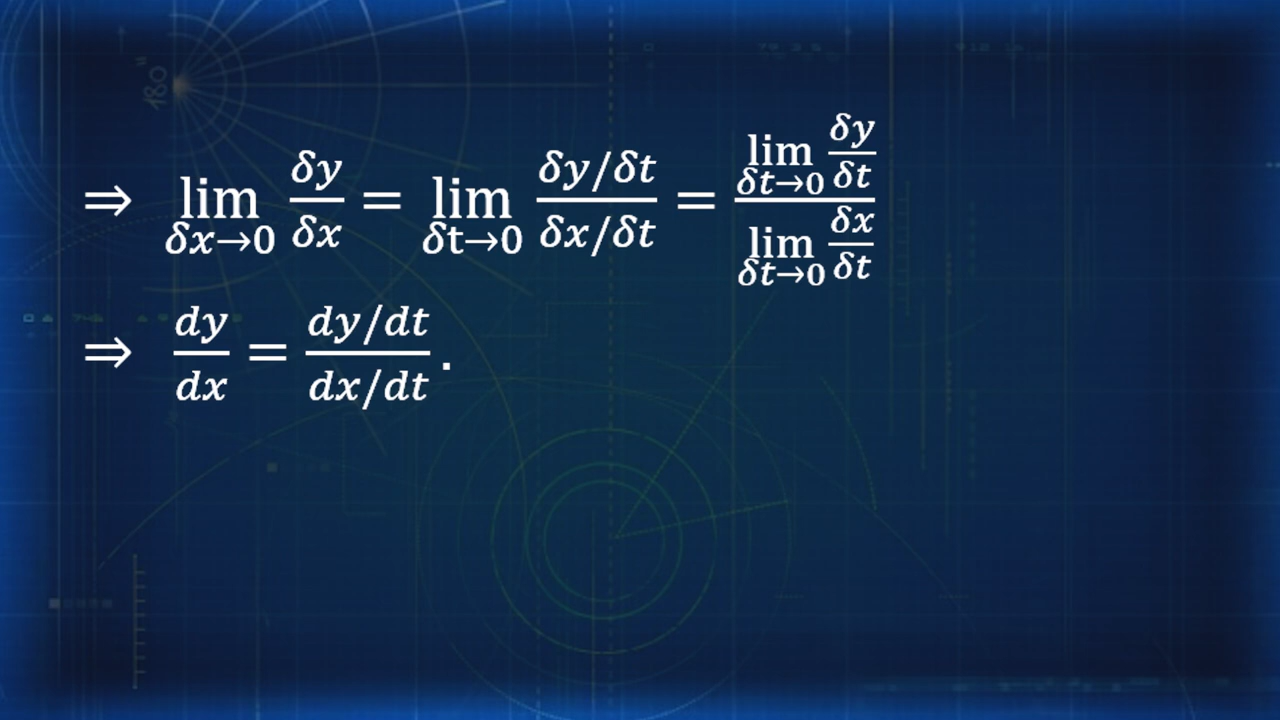 ⇒ lim_{δx→0} δy/δx = lim_{δt→0} (δy/δt)/(δx/δt) = (lim_{δt→0} δy/δt)/(lim_{δt→0} δx/δt)
⇒ dy/dx = (dy/dt)/(dx/dt).
180